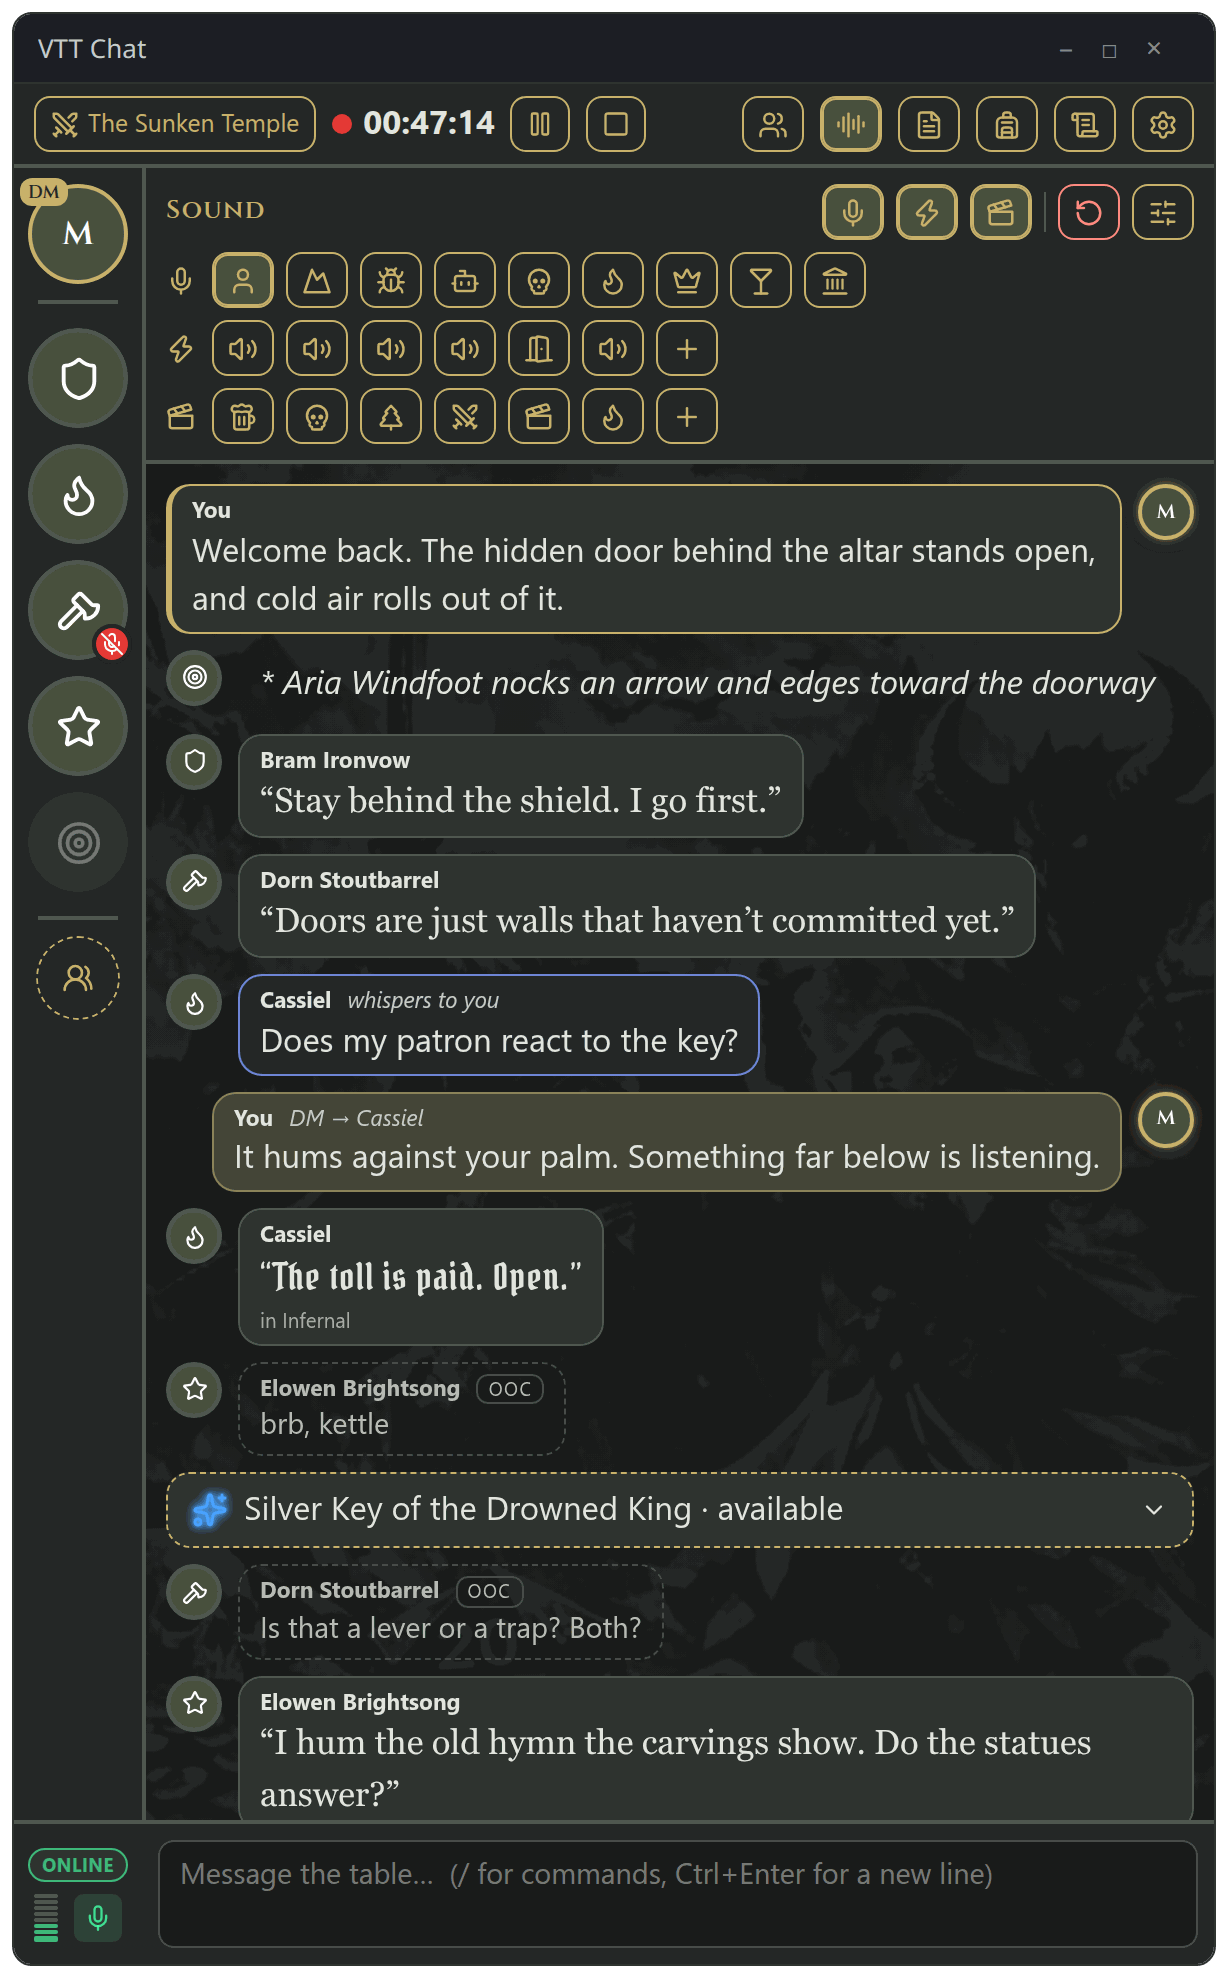 VTT Chat
The Sunken Temple
00:47:14
DM
M
SOUND
You
M
Welcome back. The hidden door behind the altar stands open,
and cold air rolls out of it.
* Aria Windfoot nocks an arrow and edges toward the doorway
Bram Ironvow
“Stay behind the shield. I go first.”
Dorn Stoutbarrel
“Doors are just walls that haven’t committed yet.”
Cassiel whispers to you
Does my patron react to the key?
You DM → Cassiel
M
It hums against your palm. Something far below is listening.
Cassiel
“The toll is paid. Open.”
in Infernal
Elowen Brightsong OOC
brb, kettle
Silver Key of the Drowned King · available
Dorn Stoutbarrel OOC
Is that a lever or a trap? Both?
Elowen Brightsong
“I hum the old hymn the carvings show. Do the statues
answer?”
ONLINE
Message the table... (/ for commands, Ctrl+Enter for a new line)